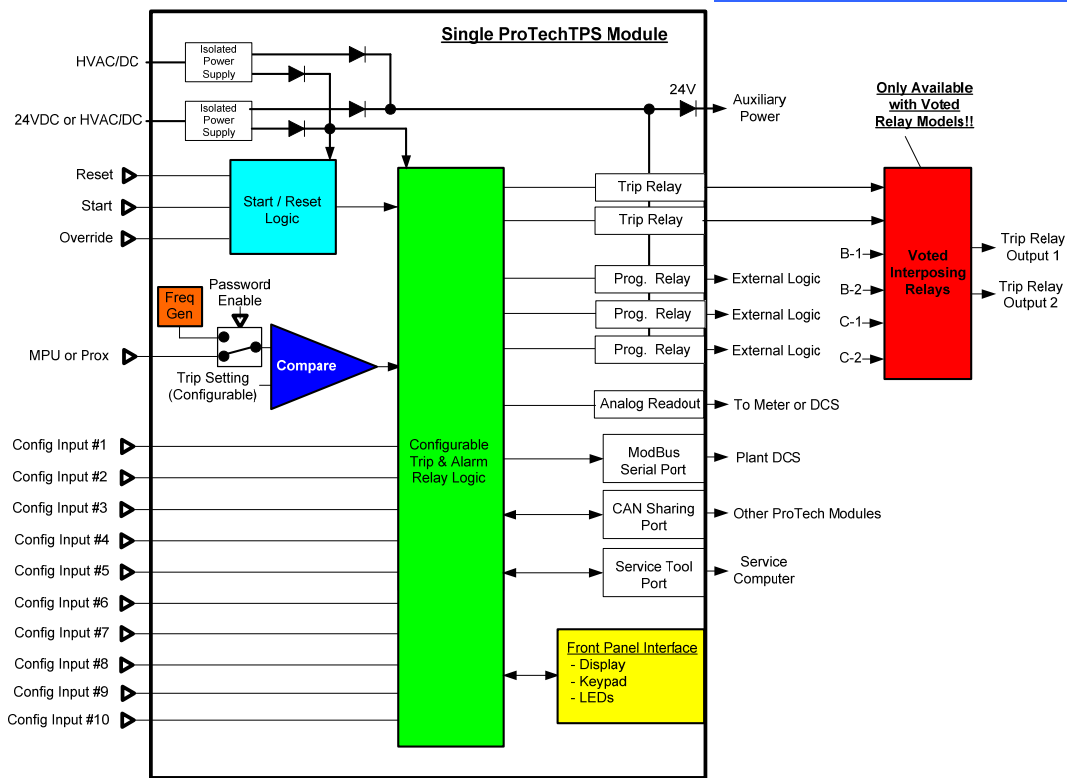 Single ProTechTPS Module
HVAC/DC
Isolated
Power
Supply
24VDC or HVAC/DC
Isolated
Power
Supply
24V
Auxiliary
Power
Only Available
with Voted
Relay Models!!
Reset
Start
Override
Start / Reset
Logic
Trip Relay
Trip Relay
Prog. Relay
External Logic
Prog. Relay
External Logic
Prog. Relay
External Logic
B-1
B-2
C-1
C-2
Voted
Interposing
Relays
Trip Relay
Output 1
Trip Relay
Output 2
Freq
Gen
Password
Enable
MPU or Prox
Trip Setting
(Configurable)
Compare
Analog Readout
To Meter or DCS
Config Input #1
Config Input #2
Config Input #3
Config Input #4
Config Input #5
Config Input #6
Config Input #7
Config Input #8
Config Input #9
Config Input #10
Configurable
Trip & Alarm
Relay Logic
ModBus
Serial Port
Plant DCS
CAN Sharing
Port
Other ProTech Modules
Service Tool
Port
Service
Computer
Front Panel Interface
- Display
- Keypad
- LEDs